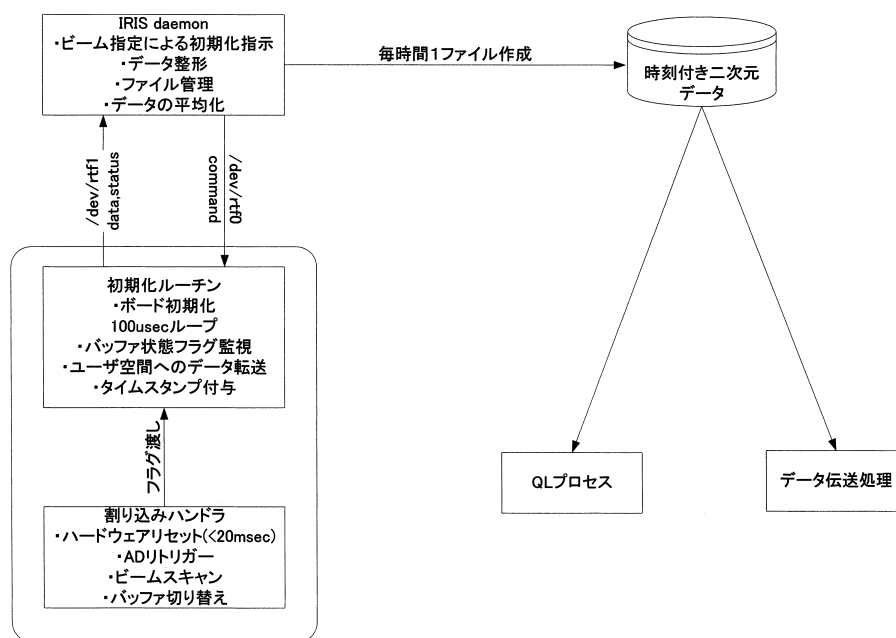 IRIS daemon
・ビーム指定による初期化指示
・データ整形
・ファイル管理
・データの平均化
毎時間1ファイル作成
時刻付き二次元
データ
/dev/rtf1
data,status
/dev/rtf0
command
初期化ルーチン
・ボード初期化
100usecループ
・バッファ状態フラグ監視
・ユーザ空間へのデータ転送
・タイムスタンプ付与
フラグ渡し
割り込みハンドラ
・ハードウェアリセット(<20msec)
・ADリトリガー
・ビームスキャン
・バッファ切り替え
QLプロセス
データ伝送処理